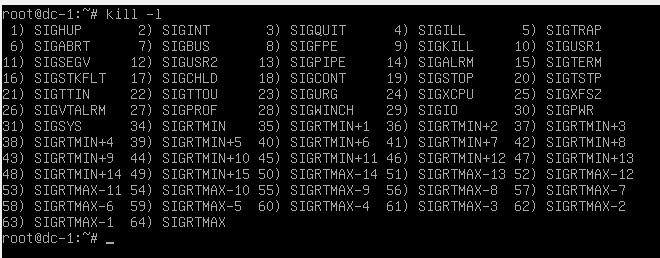 root@dc-1:~# kill -l
 1) SIGHUP       2) SIGINT       3) SIGQUIT      4) SIGILL       5) SIGTRAP
 6) SIGABRT      7) SIGBUS       8) SIGFPE       9) SIGKILL     10) SIGUSR1
11) SIGSEGV     12) SIGUSR2     13) SIGPIPE     14) SIGALRM     15) SIGTERM
16) SIGSTKFLT   17) SIGCHLD     18) SIGCONT     19) SIGSTOP     20) SIGTSTP
21) SIGTTIN     22) SIGTTOU     23) SIGURG      24) SIGXCPU     25) SIGXFSZ
26) SIGVTALRM   27) SIGPROF     28) SIGWINCH    29) SIGIO       30) SIGPWR
31) SIGSYS      34) SIGRTMIN    35) SIGRTMIN+1  36) SIGRTMIN+2  37) SIGRTMIN+3
38) SIGRTMIN+4  39) SIGRTMIN+5  40) SIGRTMIN+6  41) SIGRTMIN+7  42) SIGRTMIN+8
43) SIGRTMIN+9  44) SIGRTMIN+10 45) SIGRTMIN+11 46) SIGRTMIN+12 47) SIGRTMIN+13
48) SIGRTMIN+14 49) SIGRTMIN+15 50) SIGRTMAX-14 51) SIGRTMAX-13 52) SIGRTMAX-12
53) SIGRTMAX-11 54) SIGRTMAX-10 55) SIGRTMAX-9  56) SIGRTMAX-8  57) SIGRTMAX-7
58) SIGRTMAX-6  59) SIGRTMAX-5  60) SIGRTMAX-4  61) SIGRTMAX-3  62) SIGRTMAX-2
63) SIGRTMAX-1  64) SIGRTMAX
root@dc-1:~# _